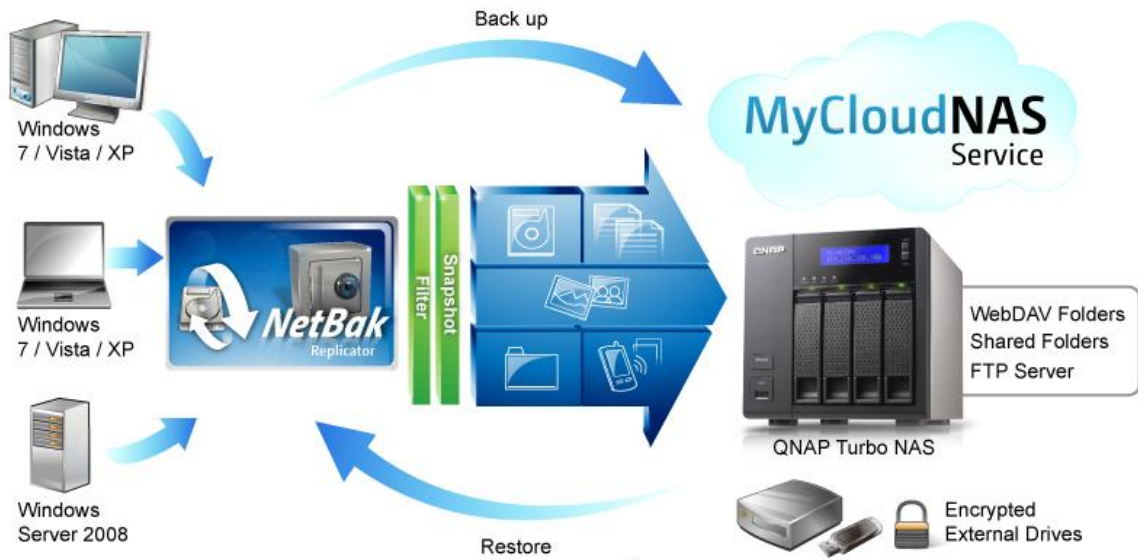 Back up
Windows
7 / Vista / XP
MyCloudNAS
Service
Windows
7 / Vista / XP
NetBak
Replicator
Filter
Snapshot
QNAP
WebDAV Folders
Shared Folders
FTP Server
QNAP Turbo NAS
Windows
Server 2008
Restore
Encrypted
External Drives